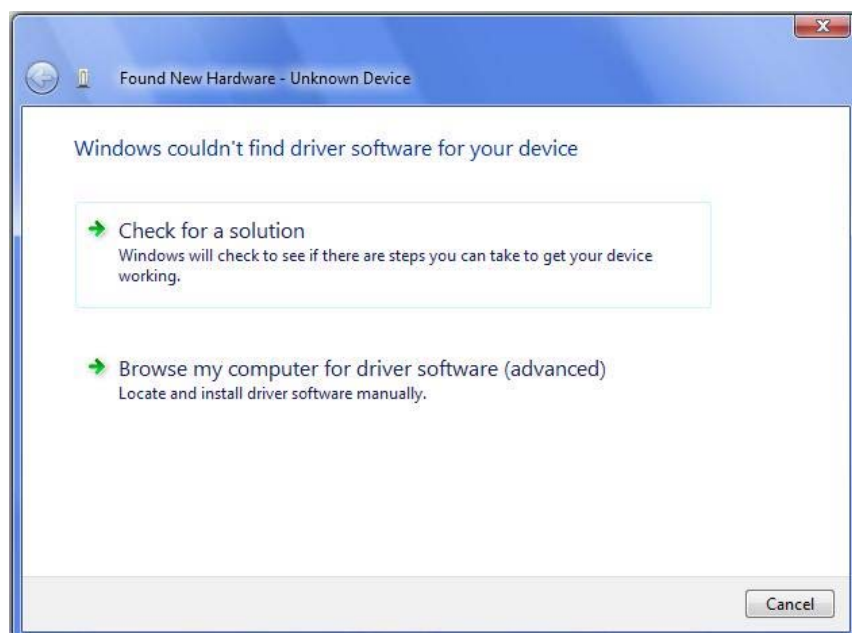 Found New Hardware - Unknown Device
Windows couldn't find driver software for your device
Check for a solution
Windows will check to see if there are steps you can take to get your device
working.
Browse my computer for driver software (advanced)
Locate and install driver software manually.
Cancel